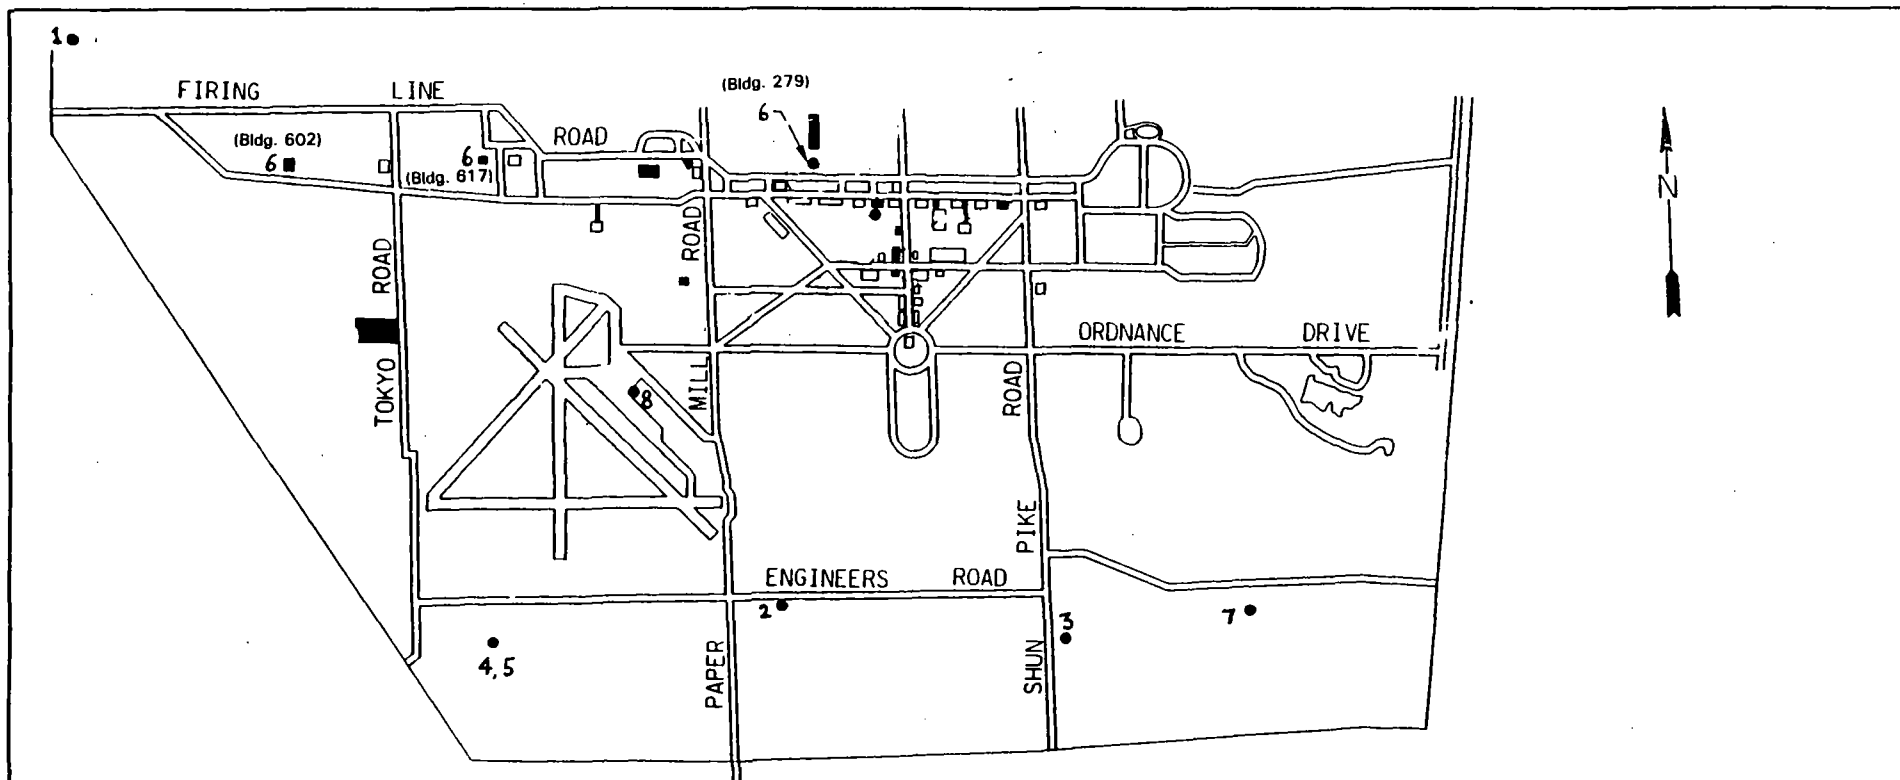 1
FIRING LINE
(Bldg. 279)
6
(Bldg. 602)
6
6
(Bldg. 617)
ROAD
N
ROAD
ROAD
TOKYO
MILL
ROAD
ORDNANCE DRIVE
8
PIKE
ENGINEERS ROAD
2
3
7
4,5
PAPER
SHUN